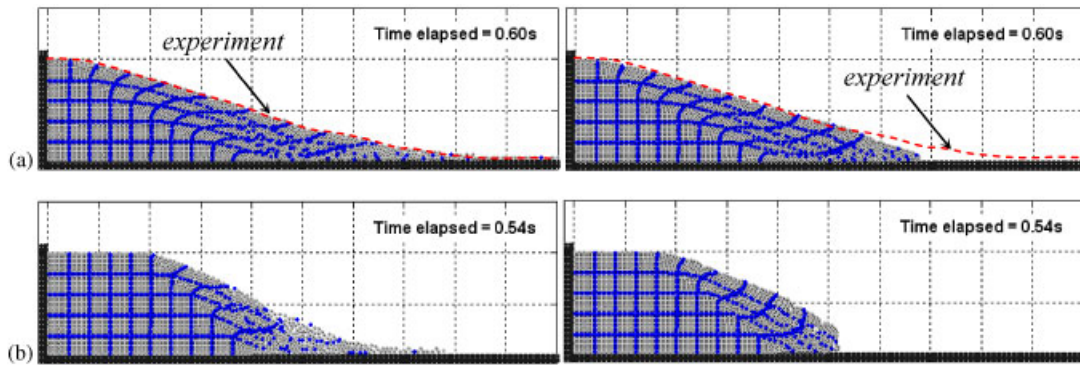 Time elapsed = 0.60s
experiment
(a)
Time elapsed = 0.60s
experiment
Time elapsed = 0.54s
(b)
Time elapsed = 0.54s